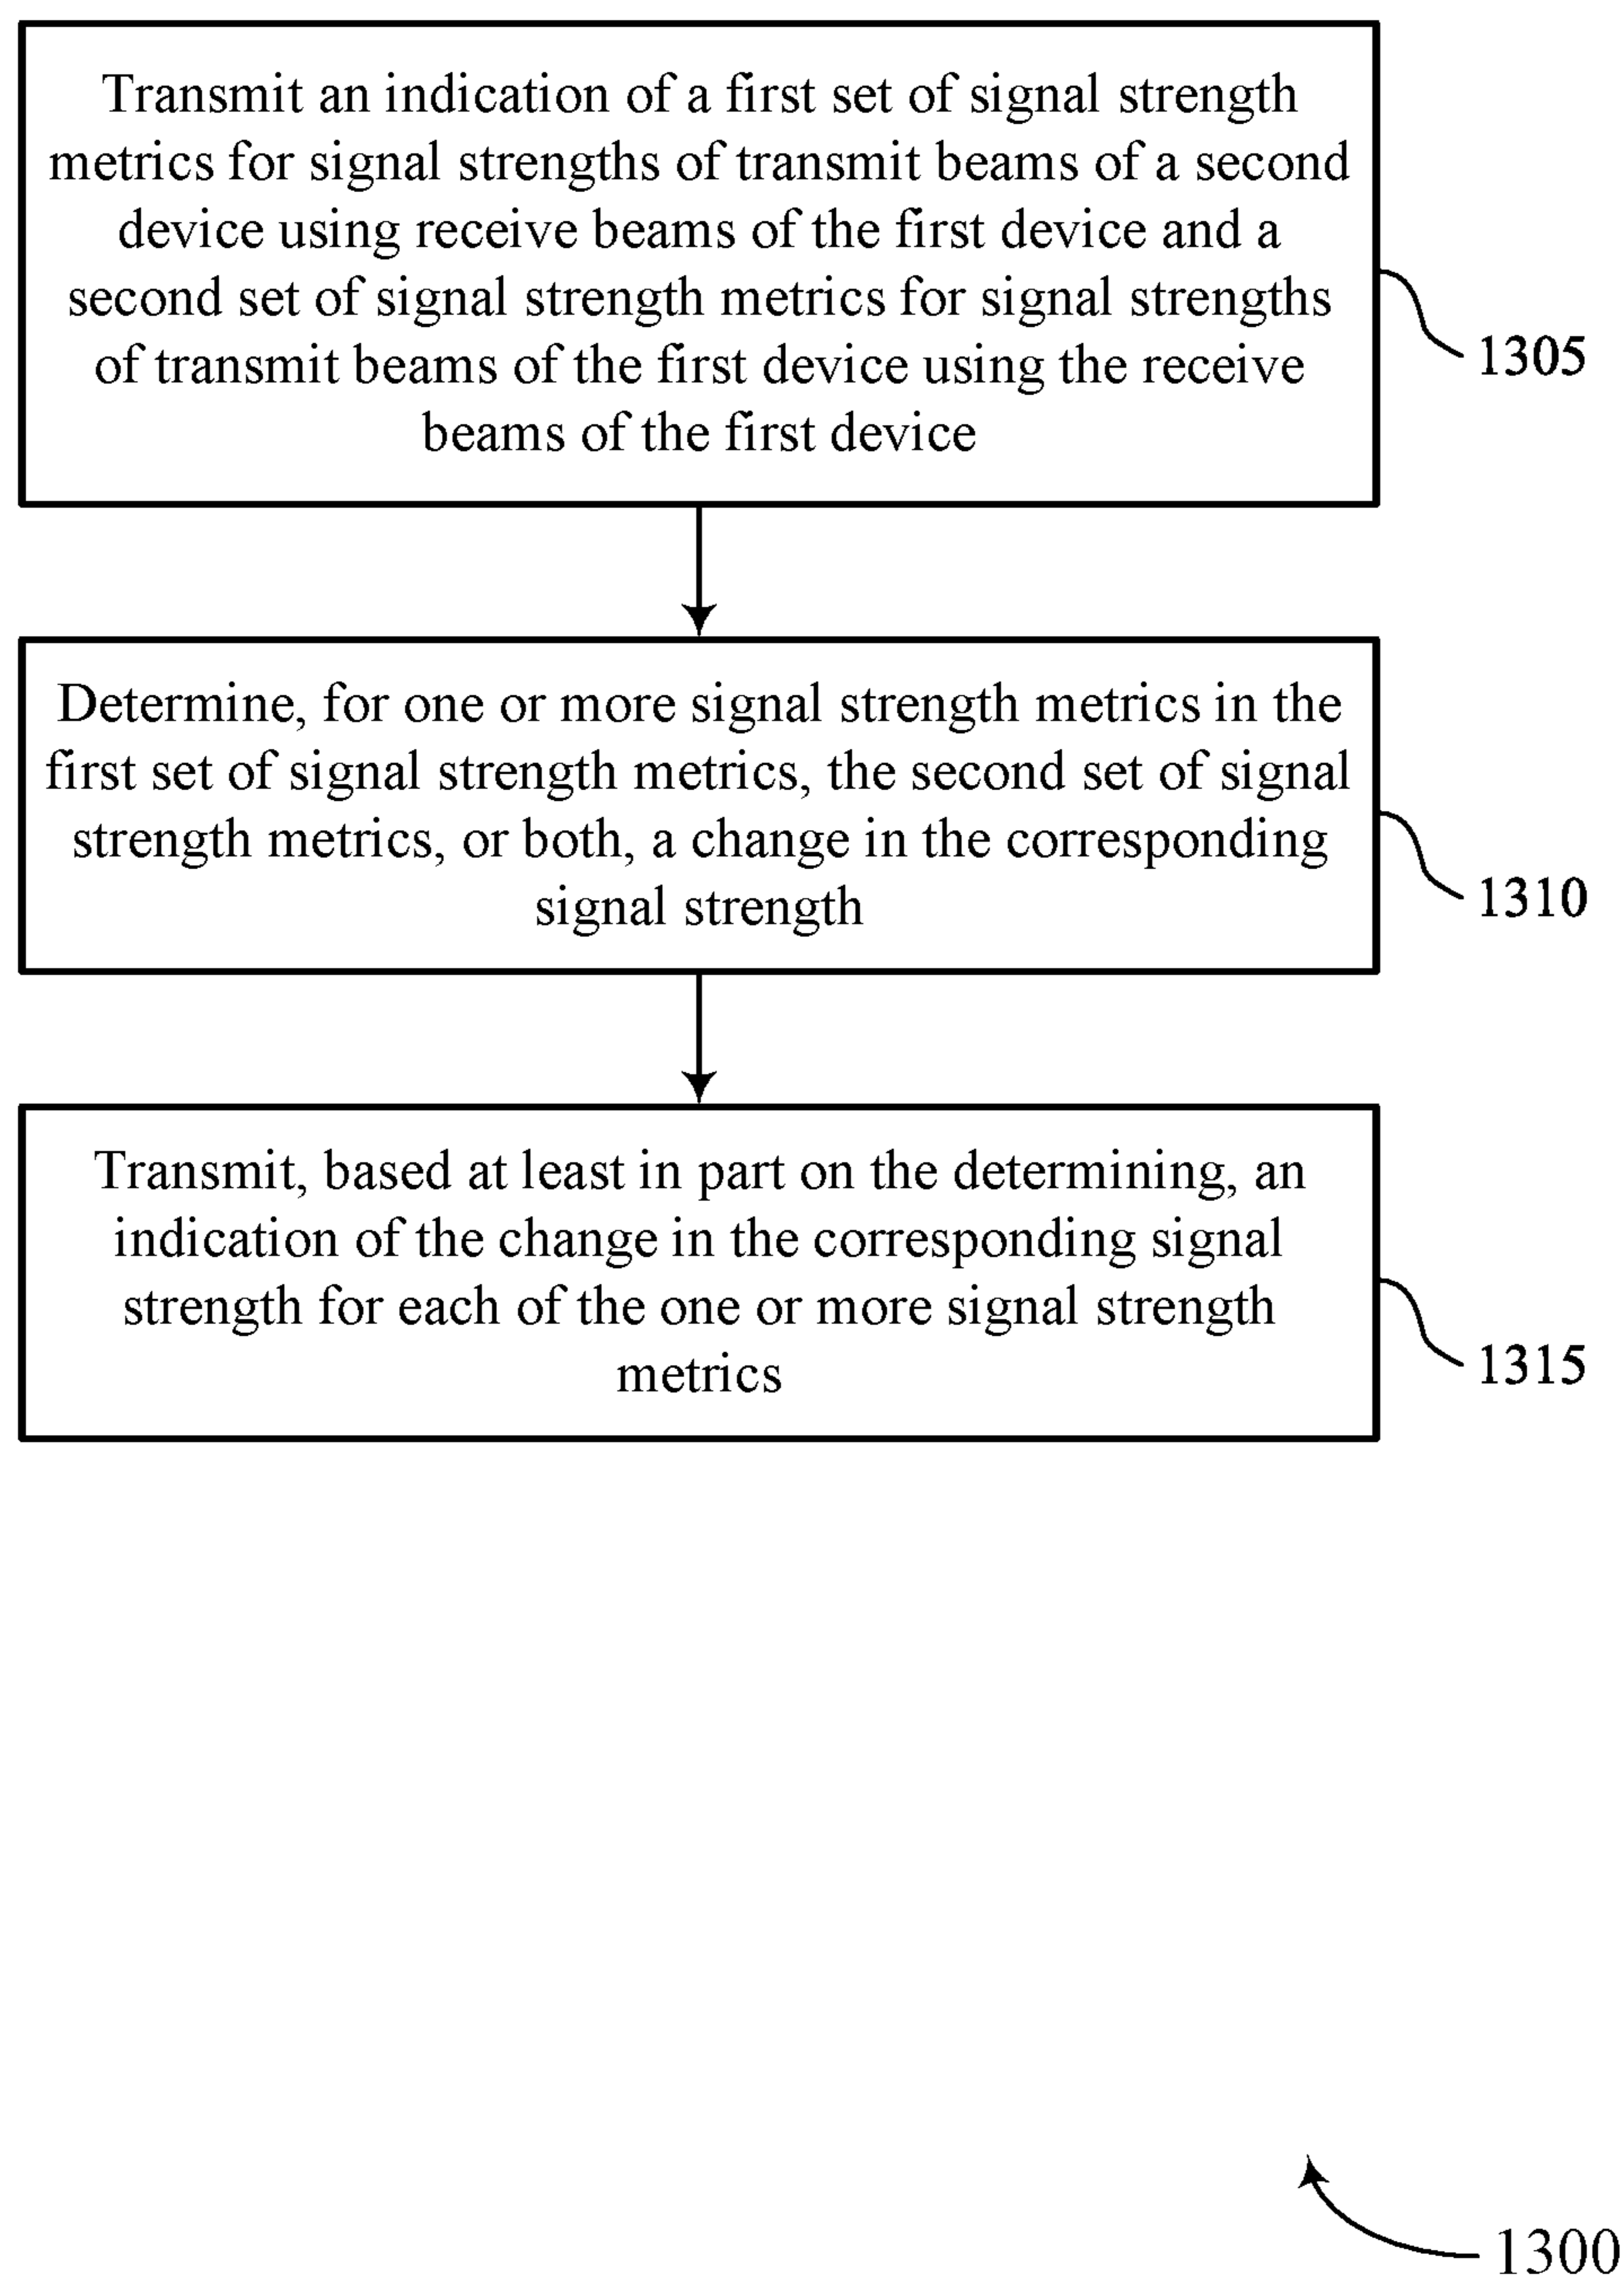 Transmit an indication of a first set of signal strength
metrics for signal strengths of transmit beams of a second
device using receive beams of the first device and a
second set of signal strength metrics for signal strengths
of transmit beams of the first device using the receive
beams of the first device
1305
Determine, for one or more signal strength metrics in the
first set of signal strength metrics, the second set of signal
strength metrics, or both, a change in the corresponding
signal strength
1310
Transmit, based at least in part on the determining, an
indication of the change in the corresponding signal
strength for each of the one or more signal strength
metrics
1315
1300